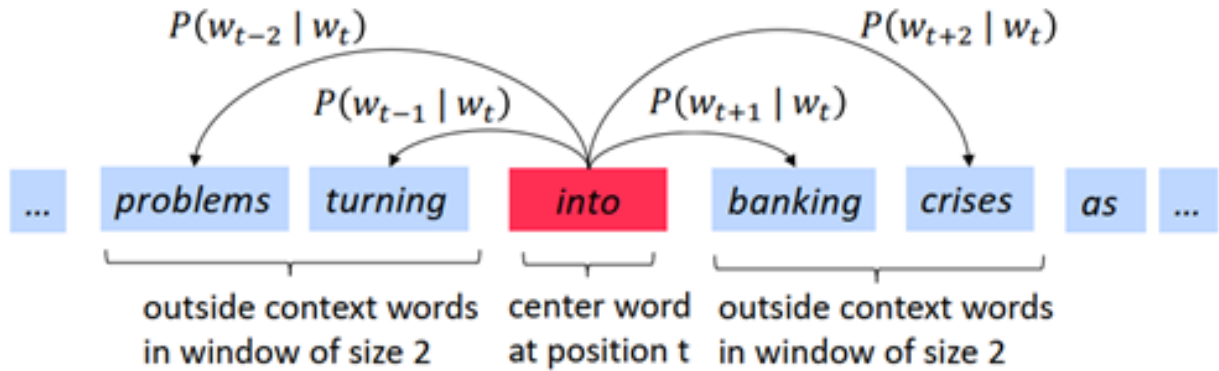 P(w_{t−2} | w_t) P(w_{t+2} | w_t)
P(w_{t−1} | w_t) P(w_{t+1} | w_t)
... problems turning into banking crises as ...
outside context words center word outside context words
in window of size 2 at position t in window of size 2